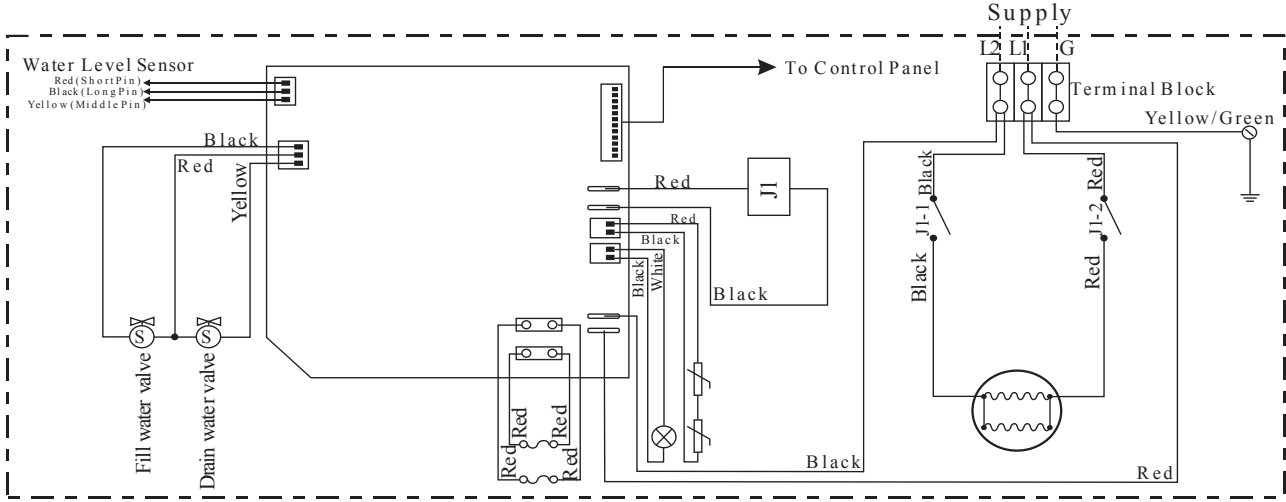 Supply
L2 L1 G
Water Level Sensor
Red(ShortPin)
Black(LongPin)
Yellow(MiddlePin)
To Control Panel
Terminal Block
Yellow/Green
Black
Red
Yellow
Red
J1
Red
Black
Black
White
Black
Black
J1-1
Black
Red
J1-2
Red
S
S
Fill water valve
Drain water valve
Red
Red
Red
Red
Black
Red